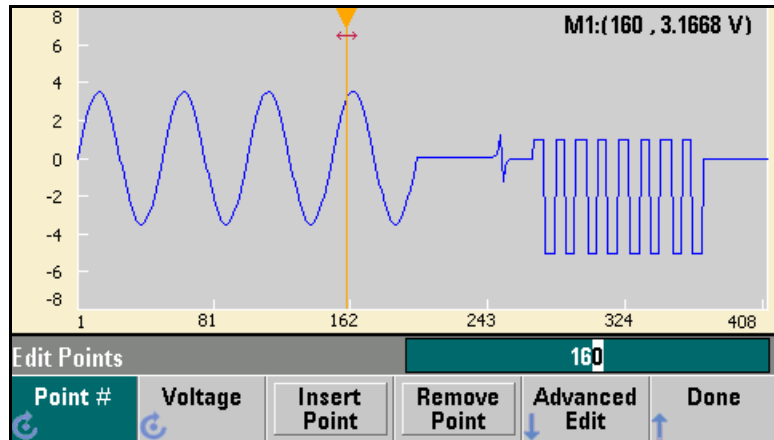 M1:(160 , 3.1668 V)
8
6
4
2
0
-2
-4
-6
-8
1 81 162 243 324 408
Edit Points 160
Point # Voltage Insert Point Remove Point Advanced Edit Done